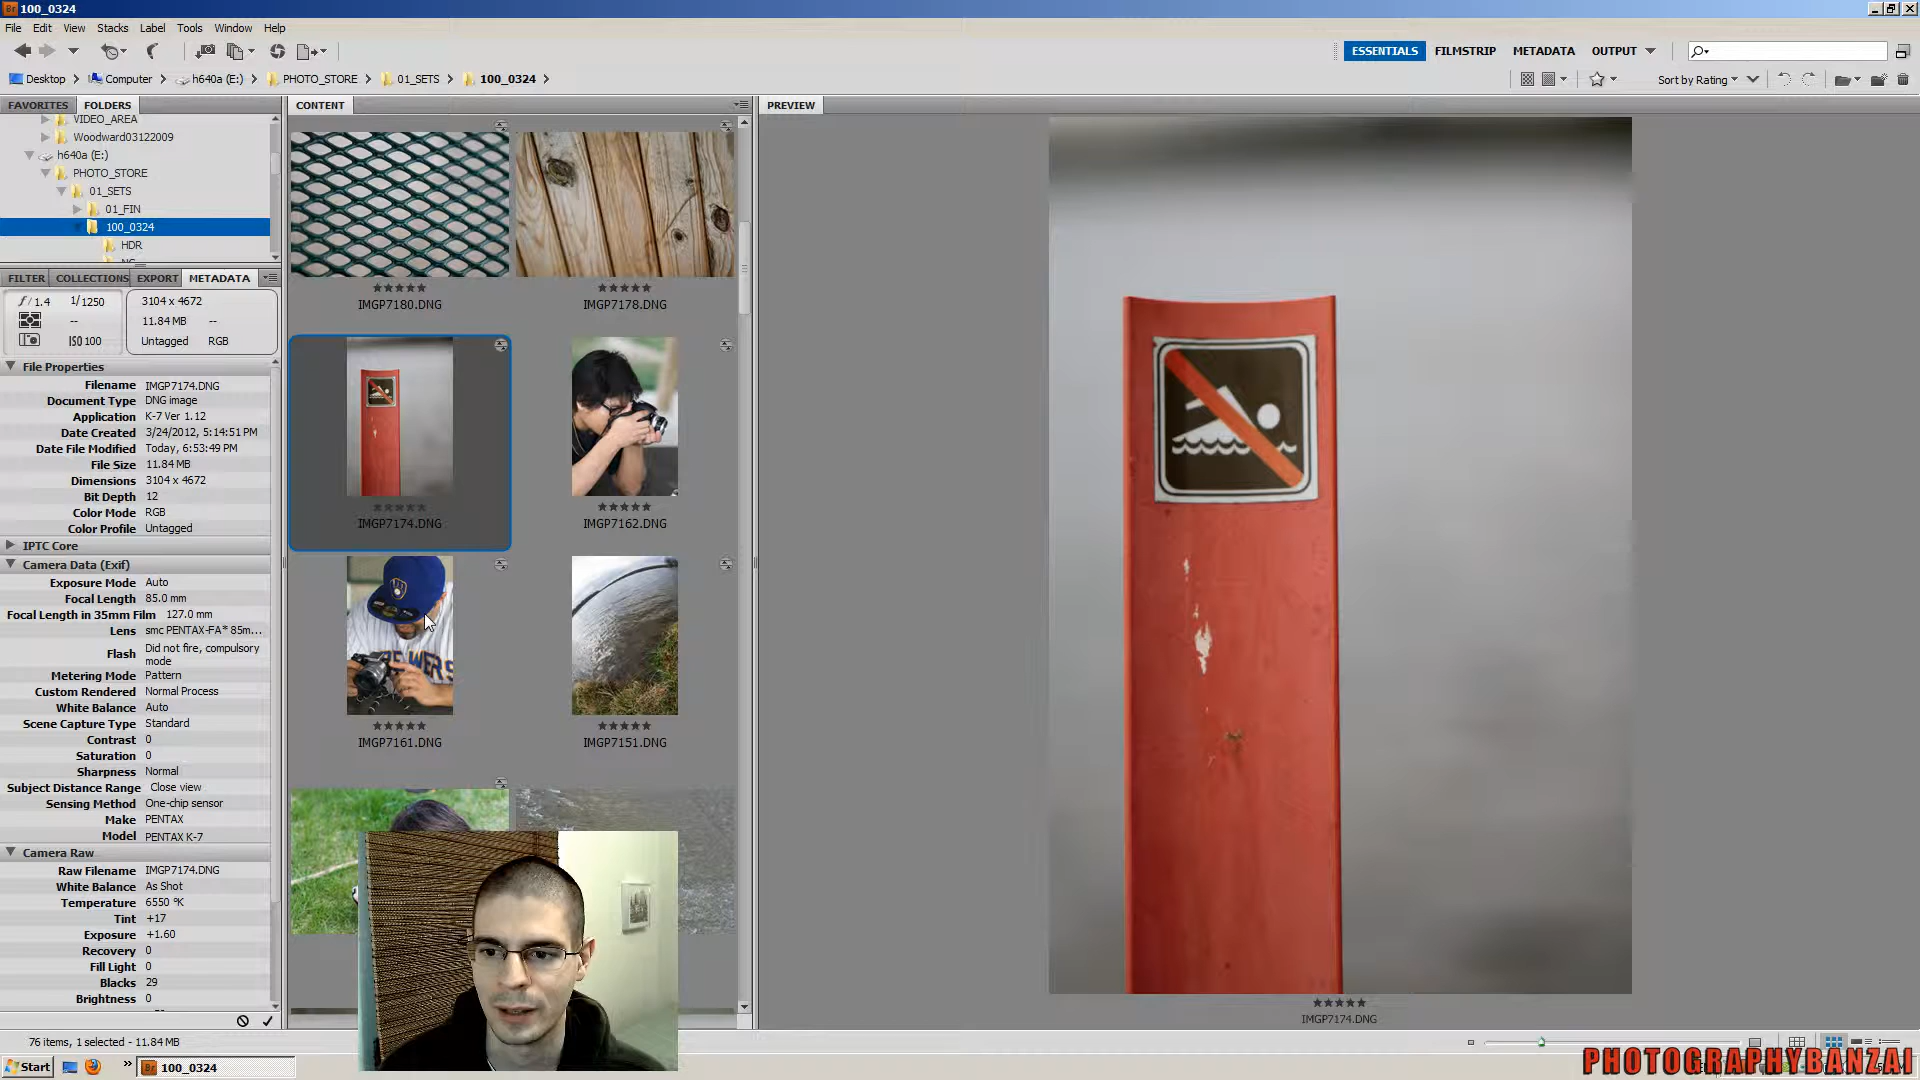 Br 100_0324
File Edit View Stacks Label Tools Window Help
ESSENTIALS FILMSTRIP METADATA OUTPUT
Desktop Computer h640a (E:) PHOTO_STORE 01_SETS 100_0324
Sort by Rating
FAVORITES FOLDERS
CONTENT
PREVIEW
VIDEO_AREA
Woodward03122009
h640a (E:)
PHOTO_STORE
01_SETS
01_FIN
100_0324
HDR
FILTER COLLECTIONS EXPORT METADATA
f/1.4 1/1250
--
ISO 100
3104 x 4672
11.84 MB --
Untagged RGB
File Properties
Filename IMGP7174.DNG
Document Type DNG image
Application K-7 Ver 1.12
Date Created 3/24/2012, 5:14:51 PM
Date File Modified Today, 6:53:49 PM
File Size 11.84 MB
Dimensions 3104 x 4672
Bit Depth 12
Color Mode RGB
Color Profile Untagged
IPTC Core
Camera Data (Exif)
Exposure Mode Auto
Focal Length 85.0 mm
Focal Length in 35mm Film 127.0 mm
Lens smc PENTAX-FA* 85m...
Flash Did not fire, compulsory
mode
Metering Mode Pattern
Custom Rendered Normal Process
White Balance Auto
Scene Capture Type Standard
Contrast 0
Saturation 0
Sharpness Normal
Subject Distance Range Close view
Sensing Method One-chip sensor
Make PENTAX
Model PENTAX K-7
Camera Raw
Raw Filename IMGP7174.DNG
White Balance As Shot
Temperature 6550 °K
Tint +17
Exposure +1.60
Recovery 0
Fill Light 0
Blacks 29
Brightness 0
IMGP7180.DNG
IMGP7178.DNG
IMGP7174.DNG
IMGP7162.DNG
IMGP7161.DNG
IMGP7151.DNG
IMGP7174.DNG
76 items, 1 selected - 11.84 MB
Start
Br 100_0324
PHOTOGRAPHYBANZAI